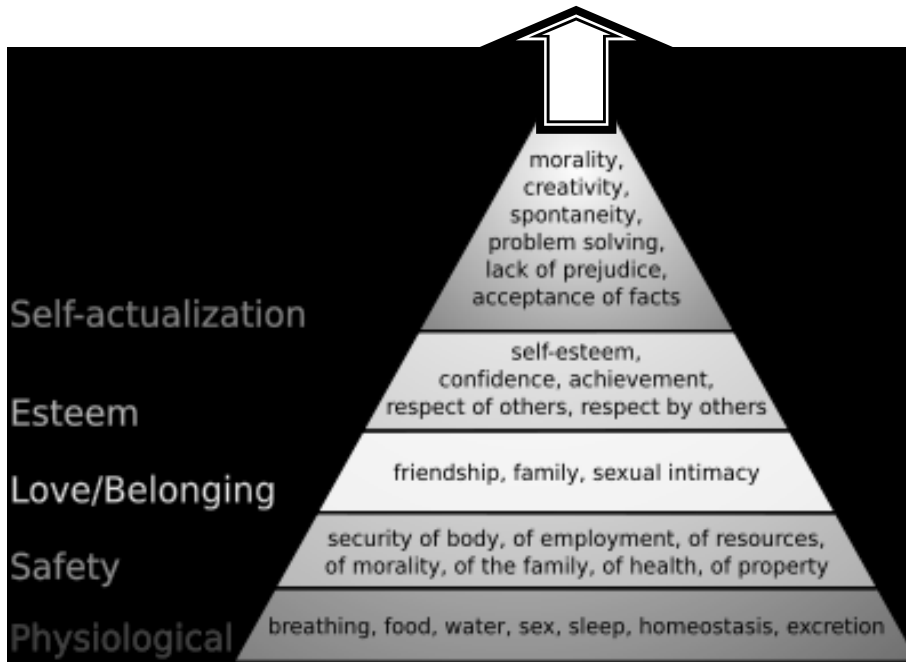 morality,
creativity,
spontaneity,
problem solving,
lack of prejudice,
acceptance of facts
Self-actualization
self-esteem,
confidence, achievement,
respect of others, respect by others
Esteem
friendship, family, sexual intimacy
Love/Belonging
security of body, of employment, of resources,
of morality, of the family, of health, of property
Safety
breathing, food, water, sex, sleep, homeostasis, excretion
Physiological